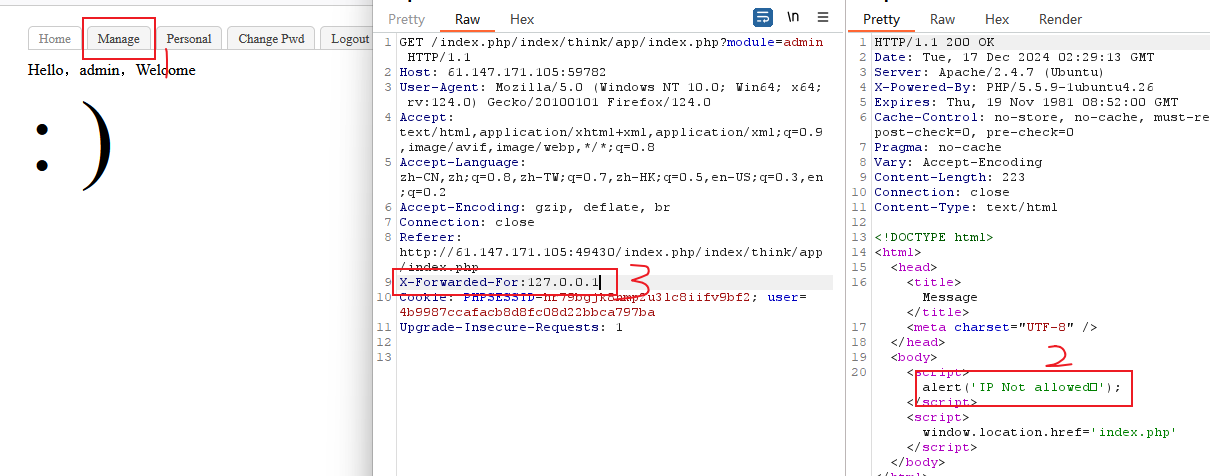 Home Manage Personal Change Pwd Logout
Hello，admin，Welcome
: )
1
Pretty Raw Hex
\n
1 GET /index.php/index/think/app/index.php?module=admin
HTTP/1.1
2 Host: 61.147.171.105:59782
3 User-Agent: Mozilla/5.0 (Windows NT 10.0; Win64; x64;
rv:124.0) Gecko/20100101 Firefox/124.0
4 Accept:
text/html,application/xhtml+xml,application/xml;q=0.9
,image/avif,image/webp,*/*;q=0.8
5 Accept-Language:
zh-CN,zh;q=0.8,zh-TW;q=0.7,zh-HK;q=0.5,en-US;q=0.3,en
;q=0.2
6 Accept-Encoding: gzip, deflate, br
7 Connection: close
8 Referer:
http://61.147.171.105:49430/index.php/index/think/app
/index.php
9 X-Forwarded-For:127.0.0.1
3
10 Cookie: user=
4b9987ccafacb8d8fc08d22bbca797ba
11 Upgrade-Insecure-Requests: 1
12
13
Pretty Raw Hex Render
1 HTTP/1.1 200 OK
2 Date: Tue, 17 Dec 2024 02:29:13 GMT
3 Server: Apache/2.4.7 (Ubuntu)
4 X-Powered-By: PHP/5.5.9-1ubuntu4.26
5 Expires: Thu, 19 Nov 1981 08:52:00 GMT
6 Cache-Control: no-store, no-cache, must-re
post-check=0, pre-check=0
7 Pragma: no-cache
8 Vary: Accept-Encoding
9 Content-Length: 223
10 Connection: close
11 Content-Type: text/html
12
13 <!DOCTYPE html>
14 <html>
15 <head>
16 <title>
Message
</title>
17 <meta charset="UTF-8" />
18 </head>
19 <body>
2
20 <script>
alert('IP Not allowed□');
</script>
<script>
window.location.href='index.php'
</script>
</body>
</html>